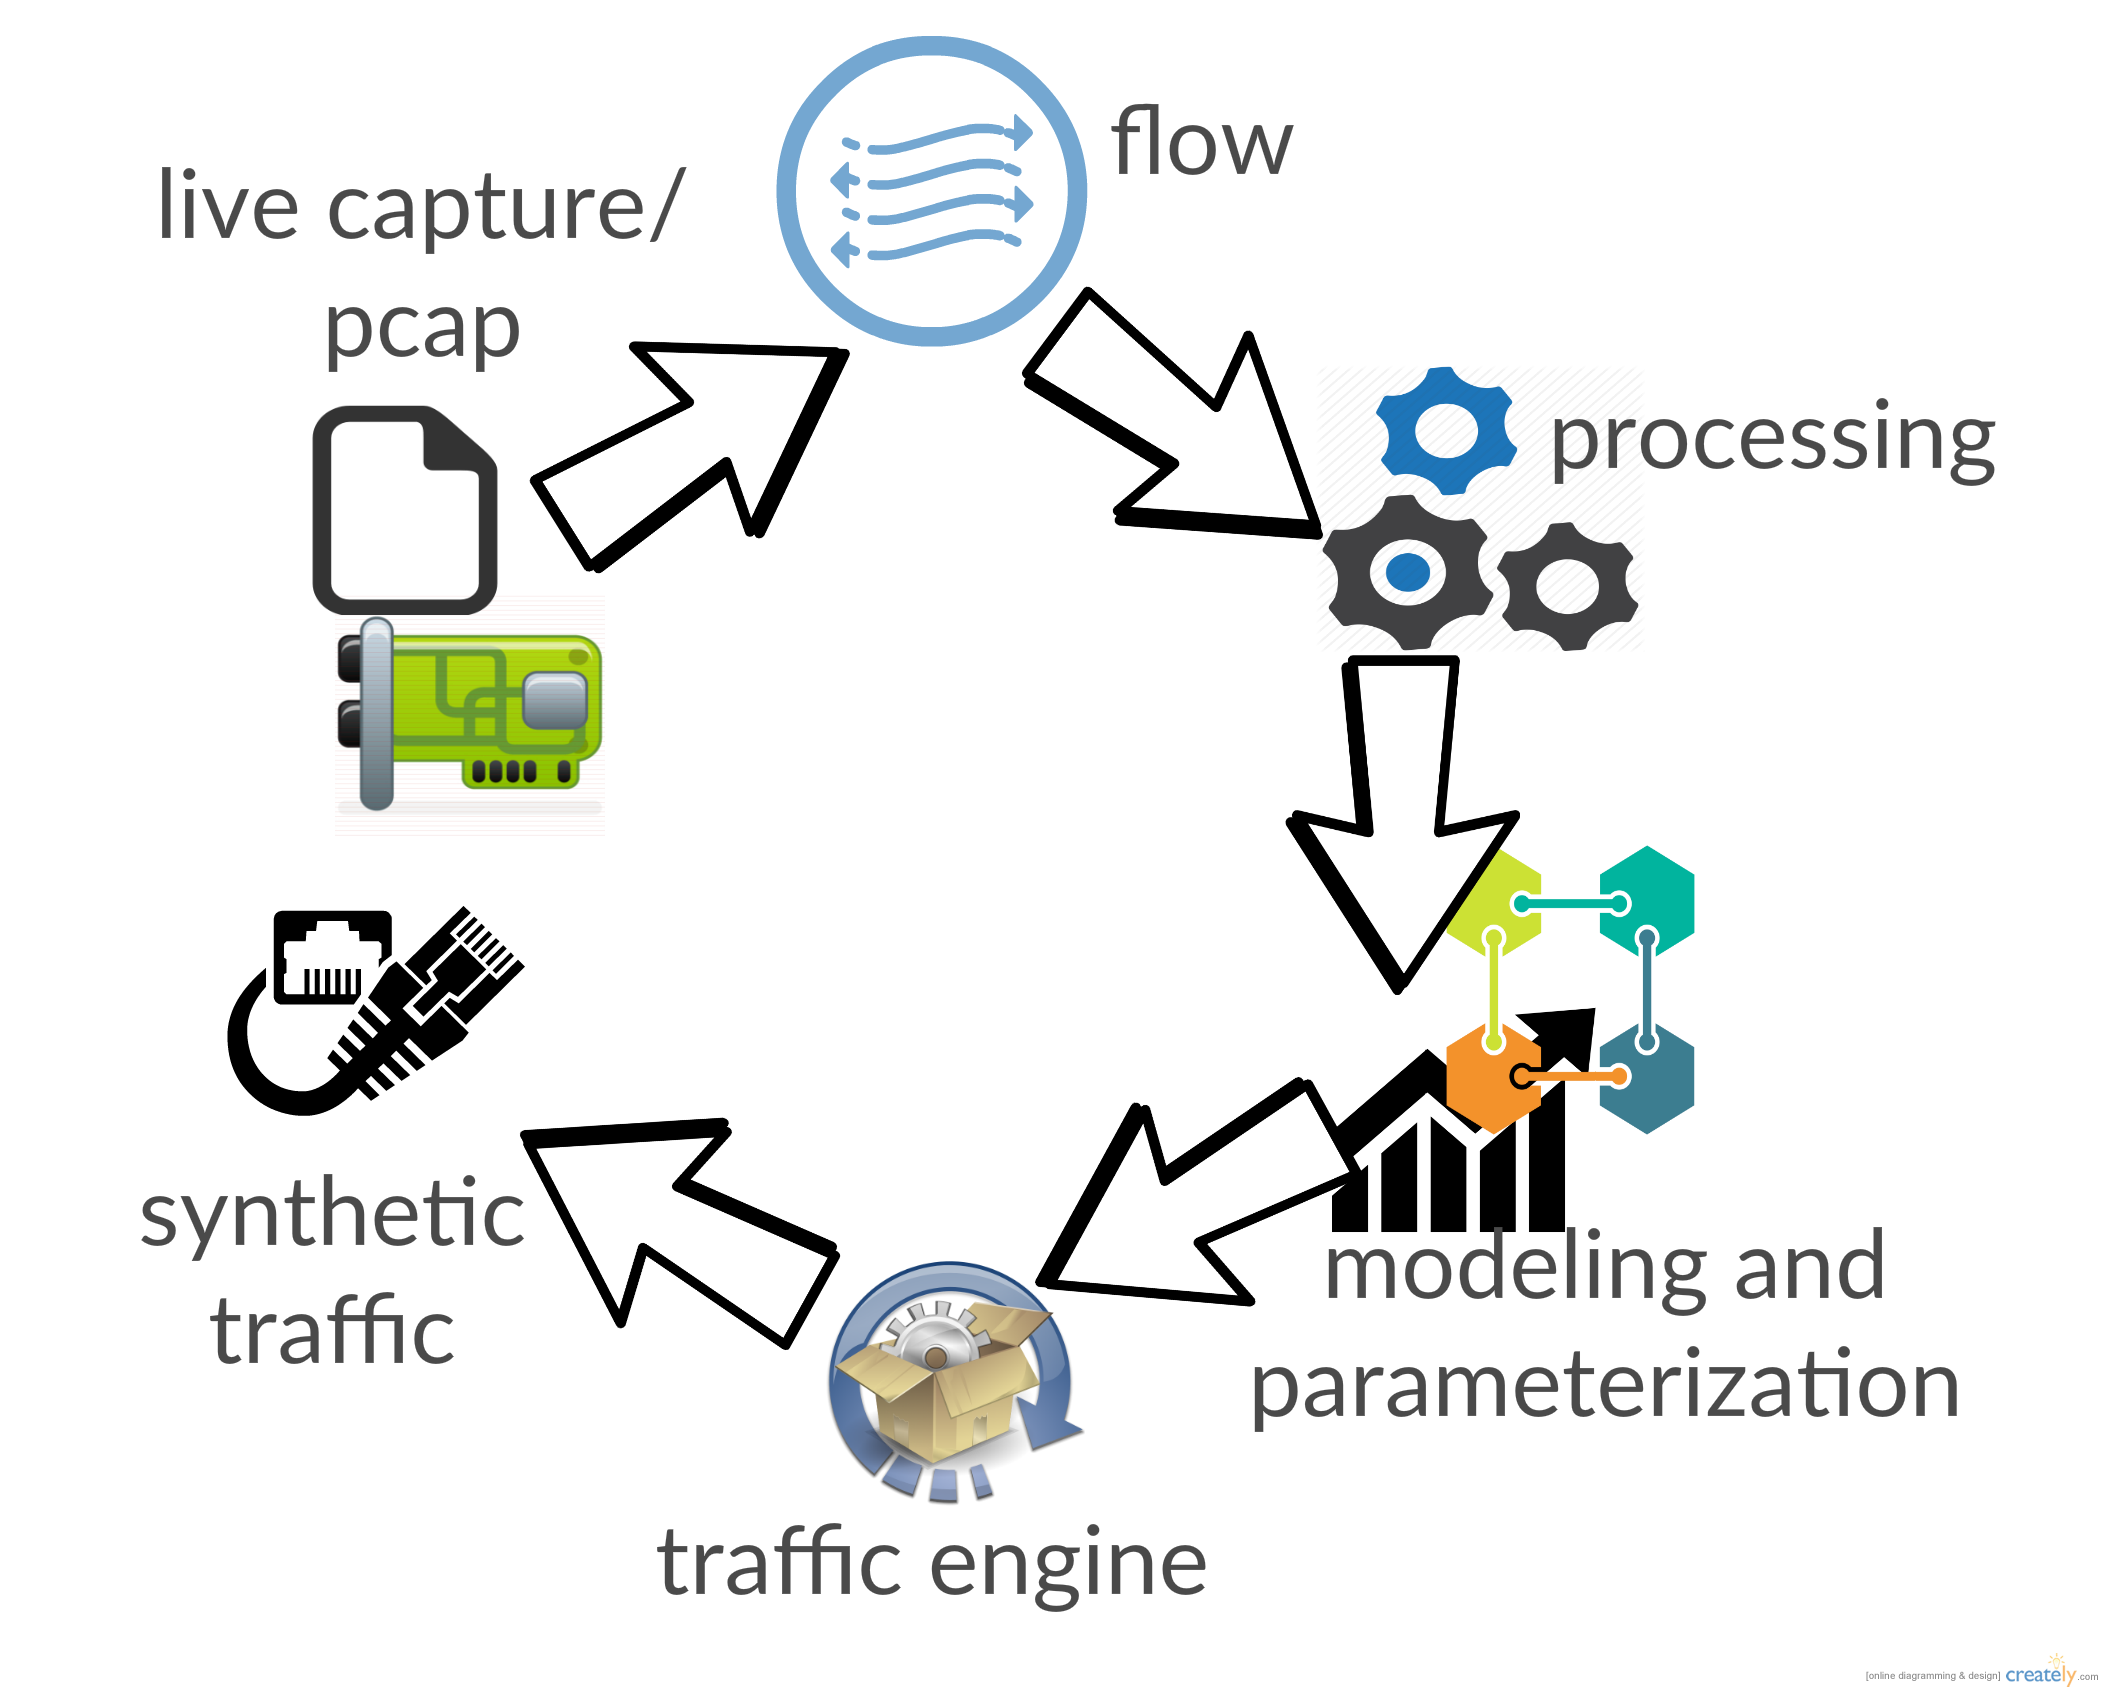 flow
live capture/
pcap
processing
synthetic
traffic
modeling and
parameterization
traffic engine
[online diagramming & design] creately.com